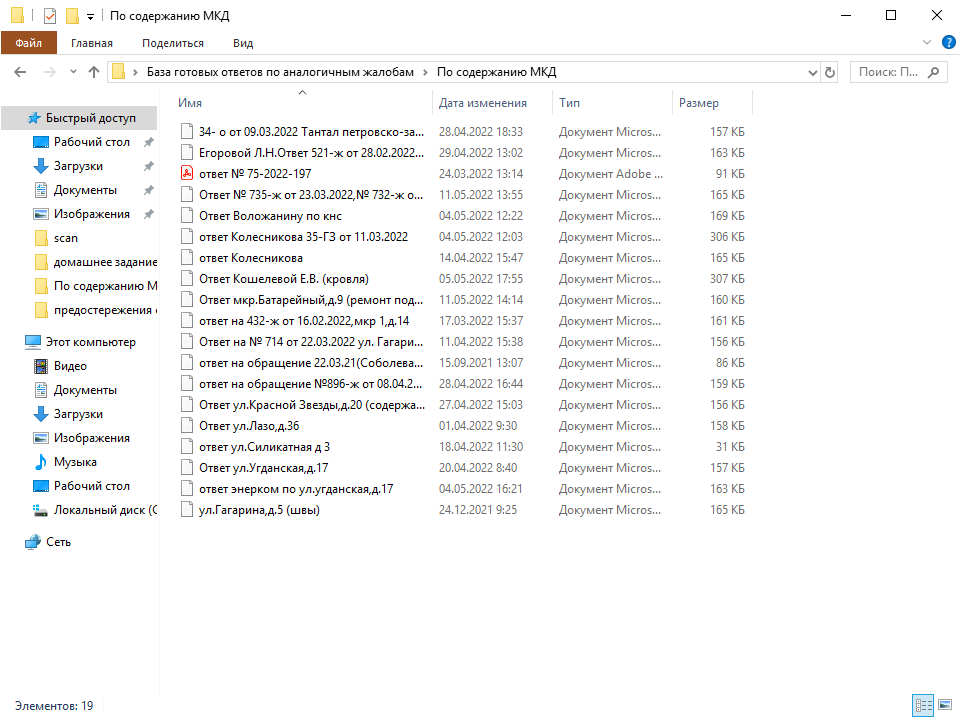 По содержанию МКД
Файл Главная Поделиться Вид
База готовых ответов по аналогичным жалобам По содержанию МКД Поиск: П...
Имя Дата изменения Тип Размер
Быстрый доступ
Рабочий стол
Загрузки
Документы
Изображения
scan
домашнее задание
По содержанию М
предостережения
Этот компьютер
Видео
Документы
Загрузки
Изображения
Музыка
Рабочий стол
Локальный диск (С
Сеть
34- о от 09.03.2022 Тантал петровско-за... 28.04.2022 18:33 Документ Micros... 157 КБ
Егоровой Л.Н.Ответ 521-ж от 28.02.2022... 29.04.2022 13:02 Документ Micros... 163 КБ
ответ № 75-2022-197 24.03.2022 13:14 Документ Adobe ... 91 КБ
Ответ № 735-ж от 23.03.2022,№ 732-ж о... 11.05.2022 13:55 Документ Micros... 165 КБ
Ответ Воложанину по кнс 04.05.2022 12:22 Документ Micros... 169 КБ
ответ Колесникова 35-ГЗ от 11.03.2022 04.05.2022 12:03 Документ Micros... 306 КБ
ответ Колесникова 14.04.2022 15:47 Документ Micros... 165 КБ
Ответ Кошелевой Е.В. (кровля) 05.05.2022 17:55 Документ Micros... 307 КБ
Ответ мкр.Батарейный,д.9 (ремонт под... 11.05.2022 14:14 Документ Micros... 160 КБ
ответ на 432-ж от 16.02.2022,мкр 1,д.14 17.03.2022 15:37 Документ Micros... 161 КБ
Ответ на № 714 от 22.03.2022 ул. Гагари... 11.04.2022 15:38 Документ Micros... 156 КБ
ответ на обращение 22.03.21(Соболева... 15.09.2021 13:07 Документ Micros... 86 КБ
ответ на обращение №896-ж от 08.04.2... 28.04.2022 16:44 Документ Micros... 159 КБ
Ответ ул.Красной Звезды,д.20 (содержа... 27.04.2022 15:03 Документ Micros... 156 КБ
Ответ ул.Лазо,д.36 01.04.2022 9:30 Документ Micros... 158 КБ
ответ ул.Силикатная д 3 18.04.2022 11:30 Документ Micros... 31 КБ
Ответ ул.Угданская,д.17 20.04.2022 8:40 Документ Micros... 157 КБ
ответ энерком по ул.угданская,д.17 04.05.2022 16:21 Документ Micros... 163 КБ
ул.Гагарина,д.5 (швы) 24.12.2021 9:25 Документ Micros... 165 КБ
Элементов: 19